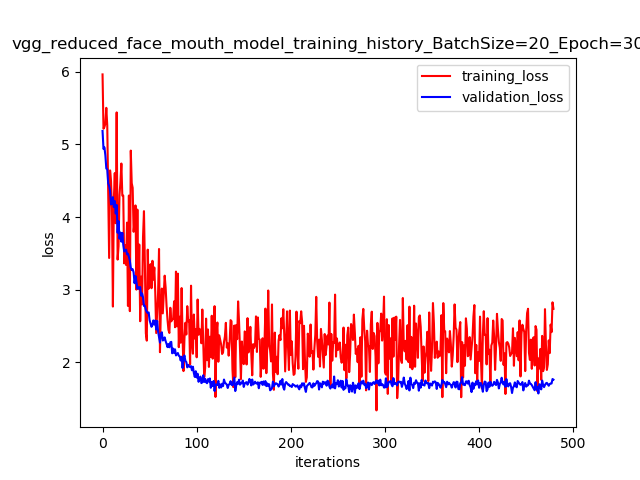 vgg_reduced_face_mouth_model_training_history_BatchSize=20_Epoch=30
training_loss
validation_loss
6
5
4
3
2
loss
0
100
200
300
400
500
iterations